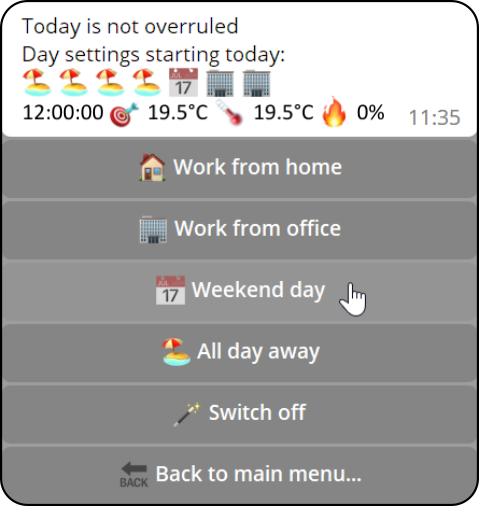 Today is not overruled
Day settings starting today:
🏖️🏖️🏖️🏖️📅🏢🏢
12:00:00 🎯 19.5°C 🌡️ 19.5°C 🔥 0%
11:35
🏠 Work from home
🏢 Work from office
📅 Weekend day
🏖️ All day away
🪄 Switch off
🔙 Back to main menu...